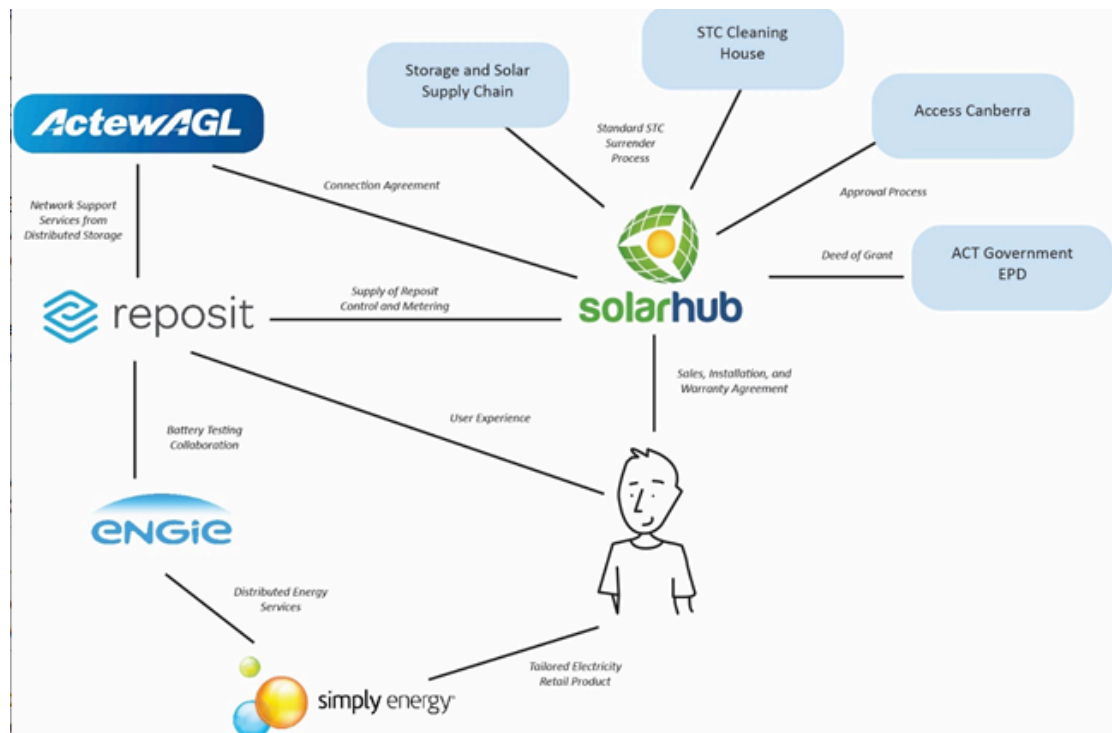 STC Cleaning
House
Storage and Solar
Supply Chain
Access Canberra
ActewAGL
Standard STC
Surrender
Process
Connection Agreement
Approval Process
Network Support
Services from
Distributed Storage
Deed of Grant
ACT Government
EPD
reposit
Supply of Reposit
Control and Metering
solarhub
Sales, Installation, and
Warranty Agreement
User Experience
Battery Testing
Collaboration
ENGiE
Distributed Energy
Services
Tailored Electricity
Retail Product
simply energy